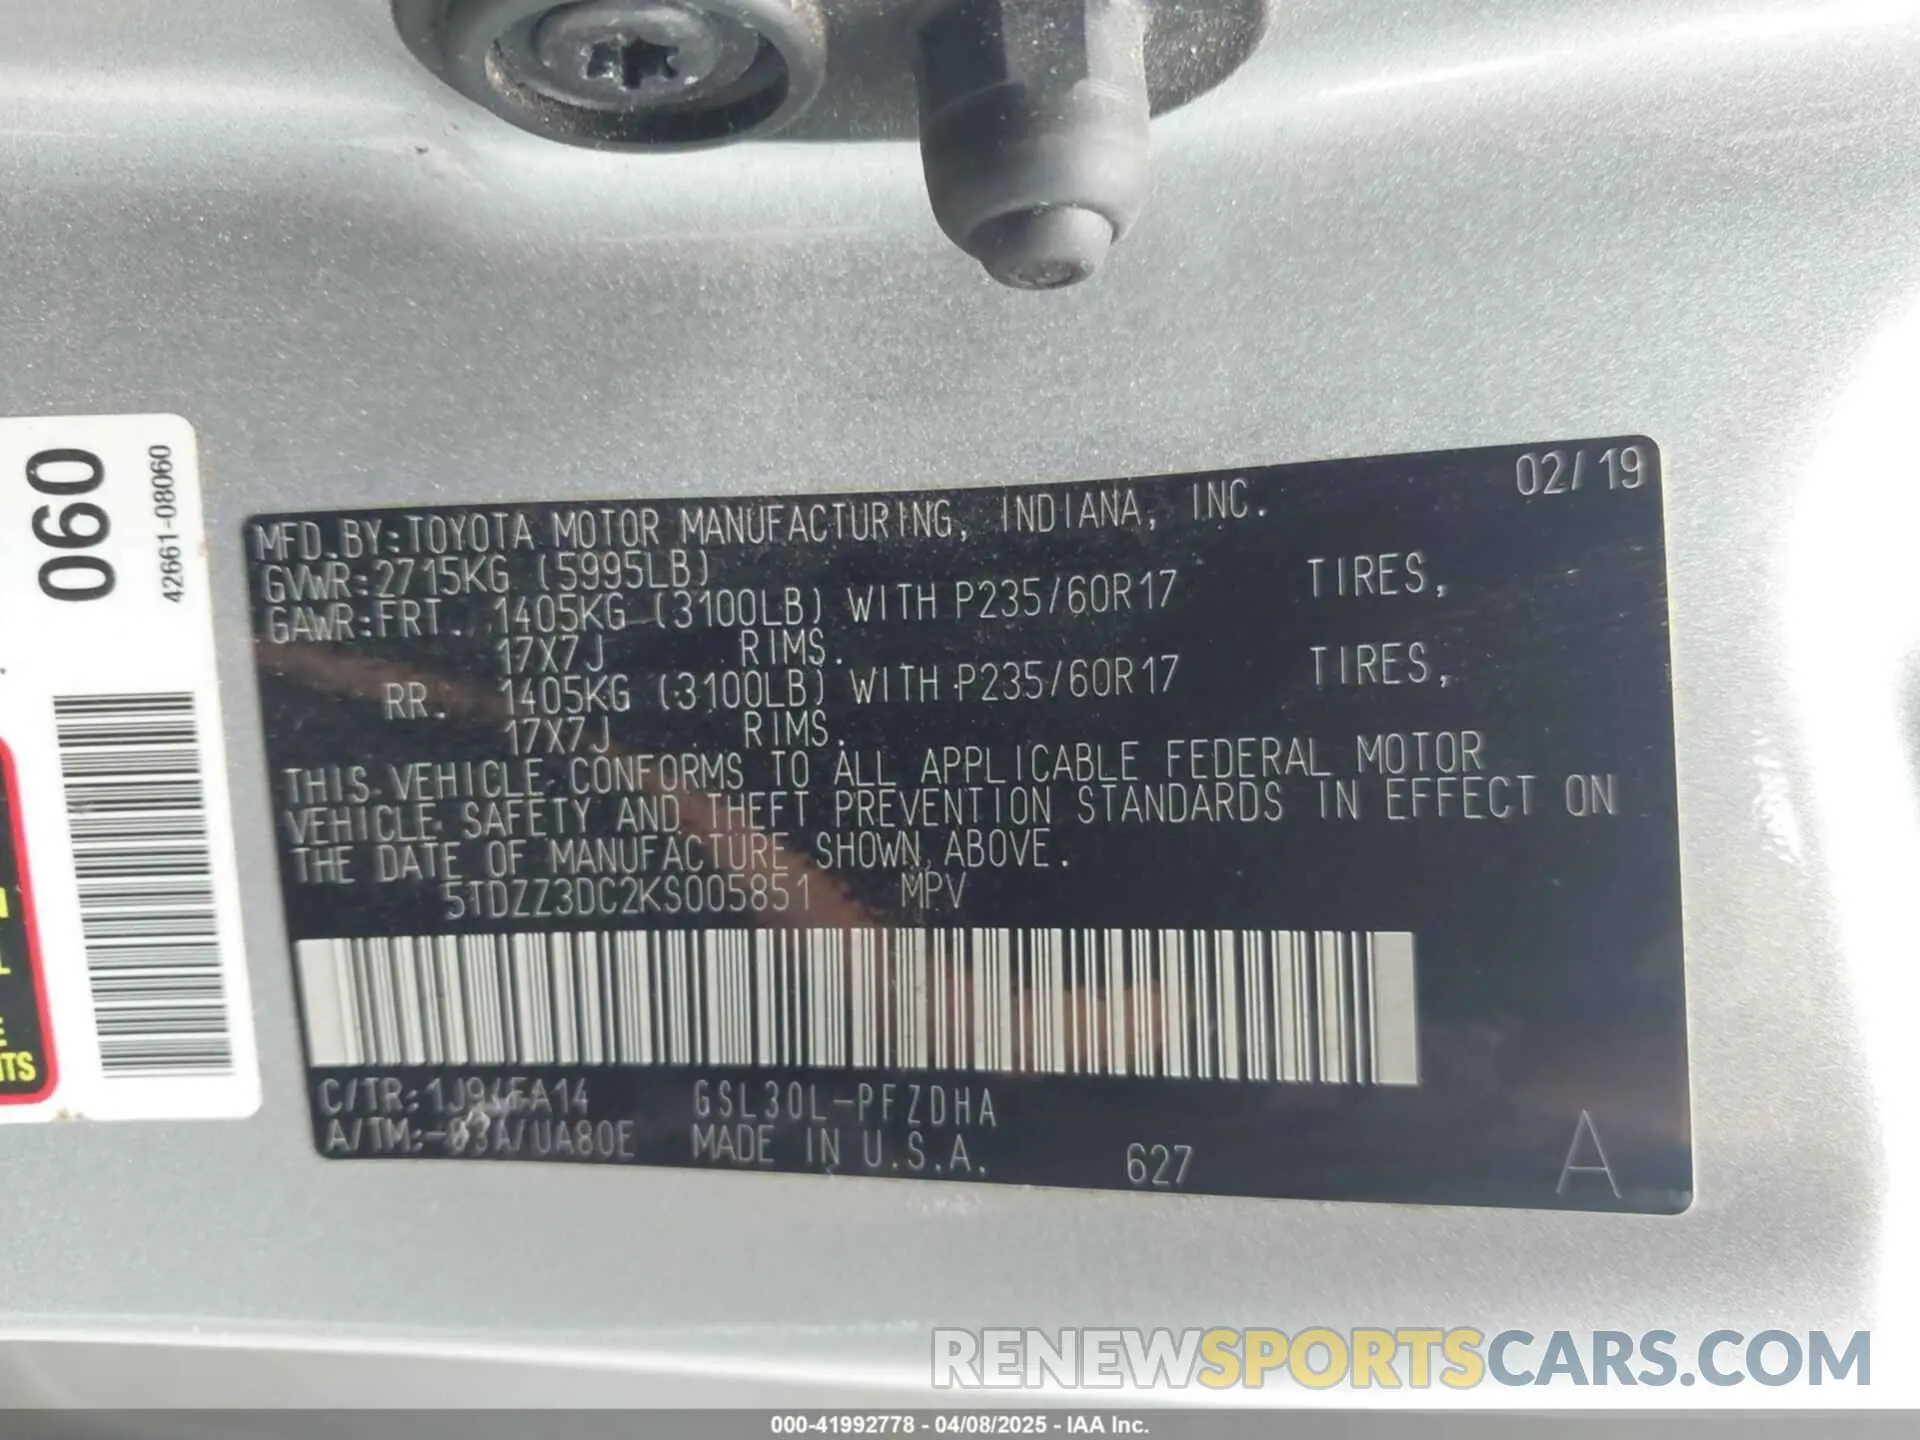 02/19
MFD.BY:TOYOTA MOTOR MANUFACTURING, INDIANA, INC.
GVWR:2715KG (5995LB)
GAWR:FRT. 1405KG (3100LB) WITH P235/60R17 TIRES,
17X7J RIMS.
RR. 1405KG (3100LB) WITH P235/60R17 TIRES,
17X7J RIMS.
THIS VEHICLE CONFORMS TO ALL APPLICABLE FEDERAL MOTOR
VEHICLE SAFETY AND THEFT PREVENTION STANDARDS IN EFFECT ON
THE DATE OF MANUFACTURE SHOWN ABOVE.
5TDZZ3DC2KS005851 MPV
C/TR: GSL30L-PFZDHA
A/TM:-03A/UA80E MADE IN U.S.A. 627 A
060
42661-08060
RENEWSPORTSCARS.COM
000-41992778 - 04/08/2025 - IAA Inc.